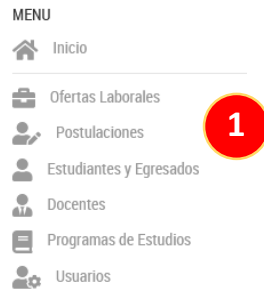 MENU
Inicio
Ofertas Laborales
Postulaciones
1
Estudiantes y Egresados
Docentes
Programas de Estudios
Usuarios